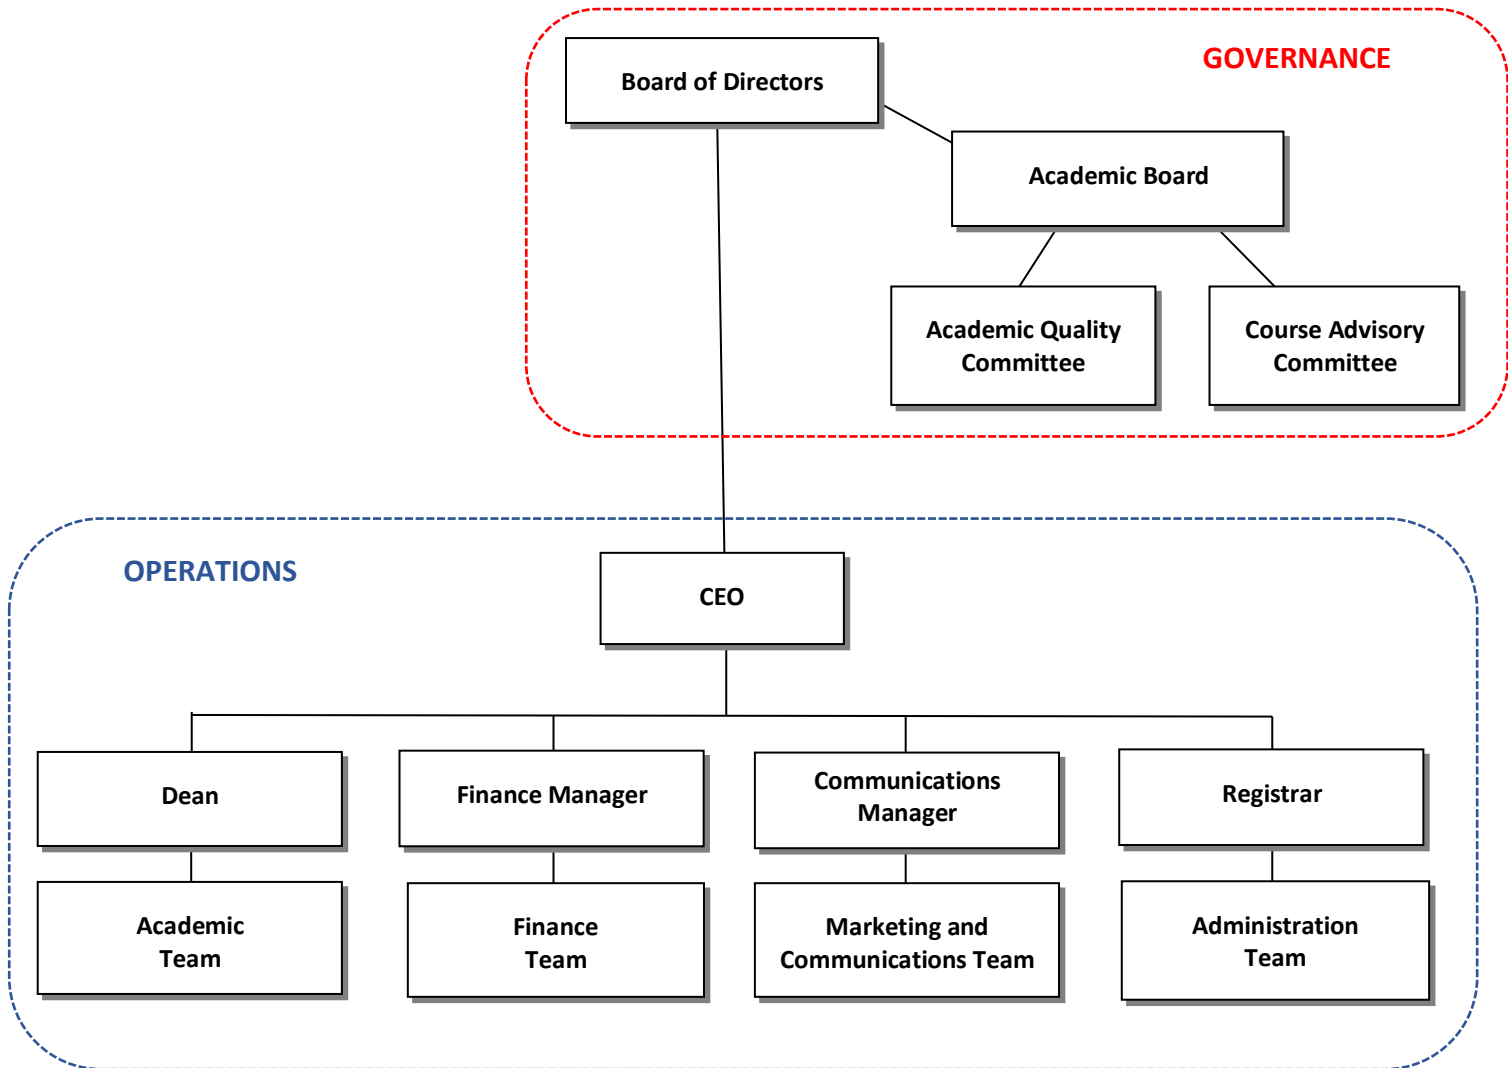 GOVERNANCE
Board of Directors
Academic Board
Academic Quality
Committee
Course Advisory
Committee
OPERATIONS
CEO
Dean
Finance Manager
Communications
Manager
Registrar
Academic
Team
Finance
Team
Marketing and
Communications Team
Administration
Team